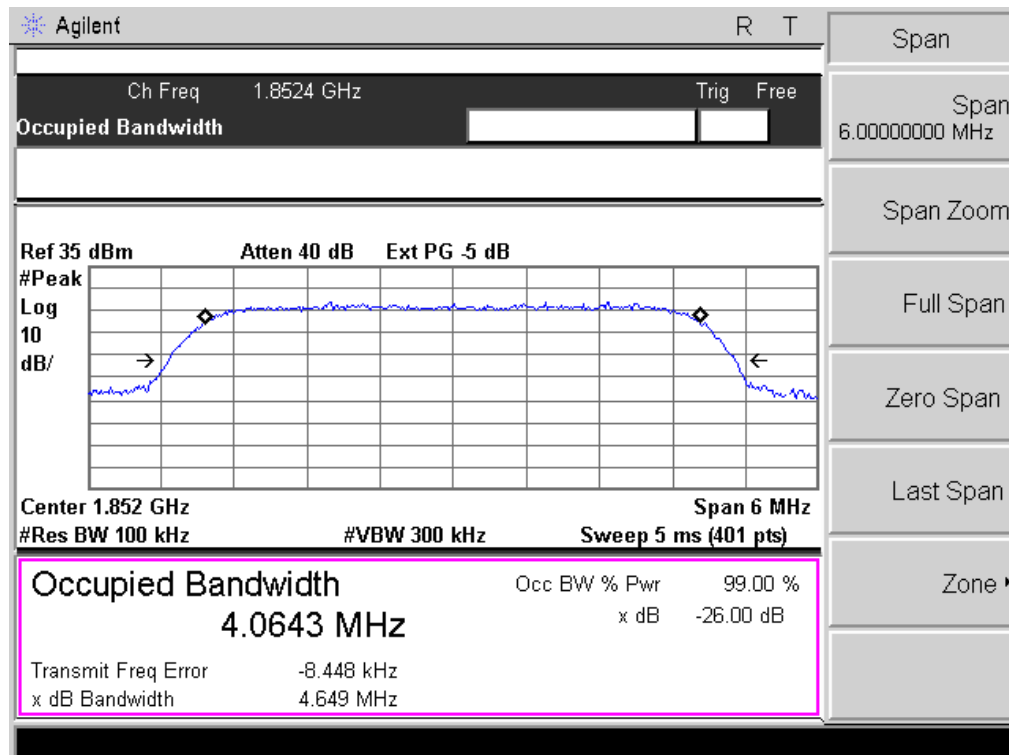 Agilent R T
Ch Freq 1.8524 GHz Trig Free
Occupied Bandwidth
Ref 35 dBm Atten 40 dB Ext PG -5 dB
#Peak
Log
10
dB/
Center 1.852 GHz Span 6 MHz
#Res BW 100 kHz #VBW 300 kHz Sweep 5 ms (401 pts)
Occupied Bandwidth Occ BW % Pwr 99.00 %
4.0643 MHz x dB -26.00 dB
Transmit Freq Error -8.448 kHz
x dB Bandwidth 4.649 MHz
Span
Span
6.00000000 MHz
Span Zoom
Full Span
Zero Span
Last Span
Zone